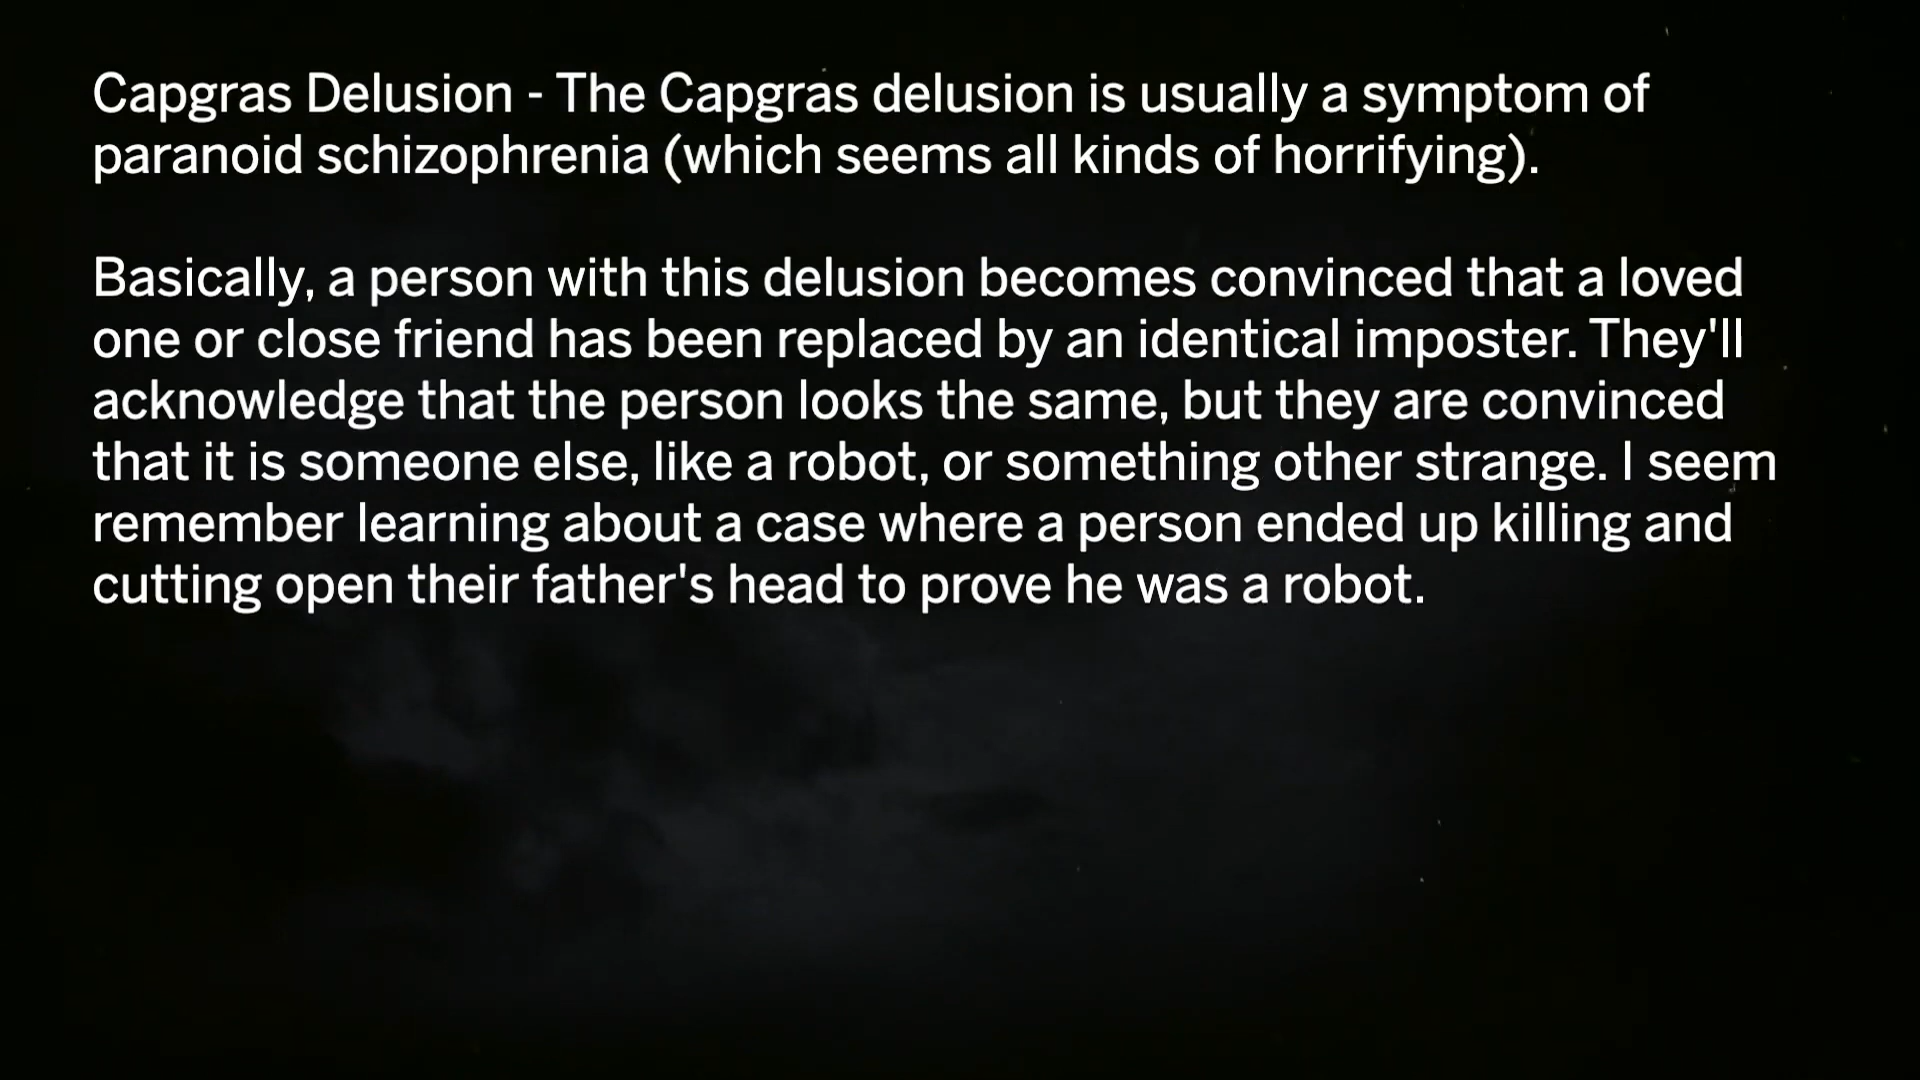 Capgras Delusion - The Capgras delusion is usually a symptom of
paranoid schizophrenia (which seems all kinds of horrifying).
Basically, a person with this delusion becomes convinced that a loved
one or close friend has been replaced by an identical imposter. They'll
acknowledge that the person looks the same, but they are convinced
that it is someone else, like a robot, or something other strange. I seem
remember learning about a case where a person ended up killing and
cutting open their father's head to prove he was a robot.